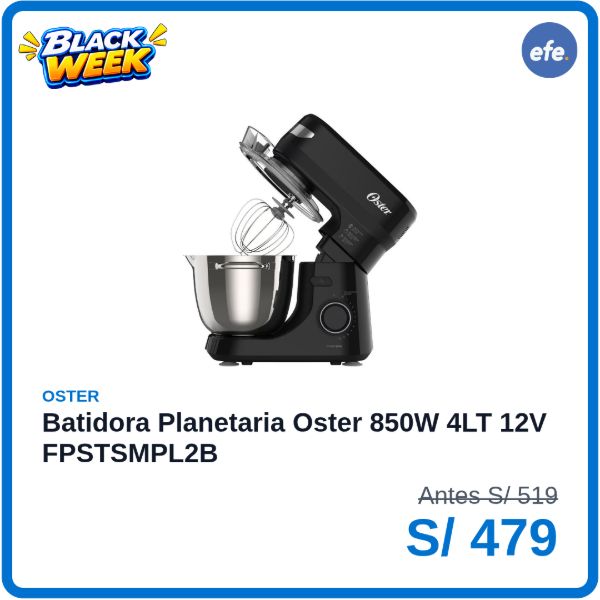 BLACK
WEEK
efe.
Oster
OSTER
Batidora Planetaria Oster 850W 4LT 12V
FPSTSMPL2B
Antes S/ 519
S/ 479